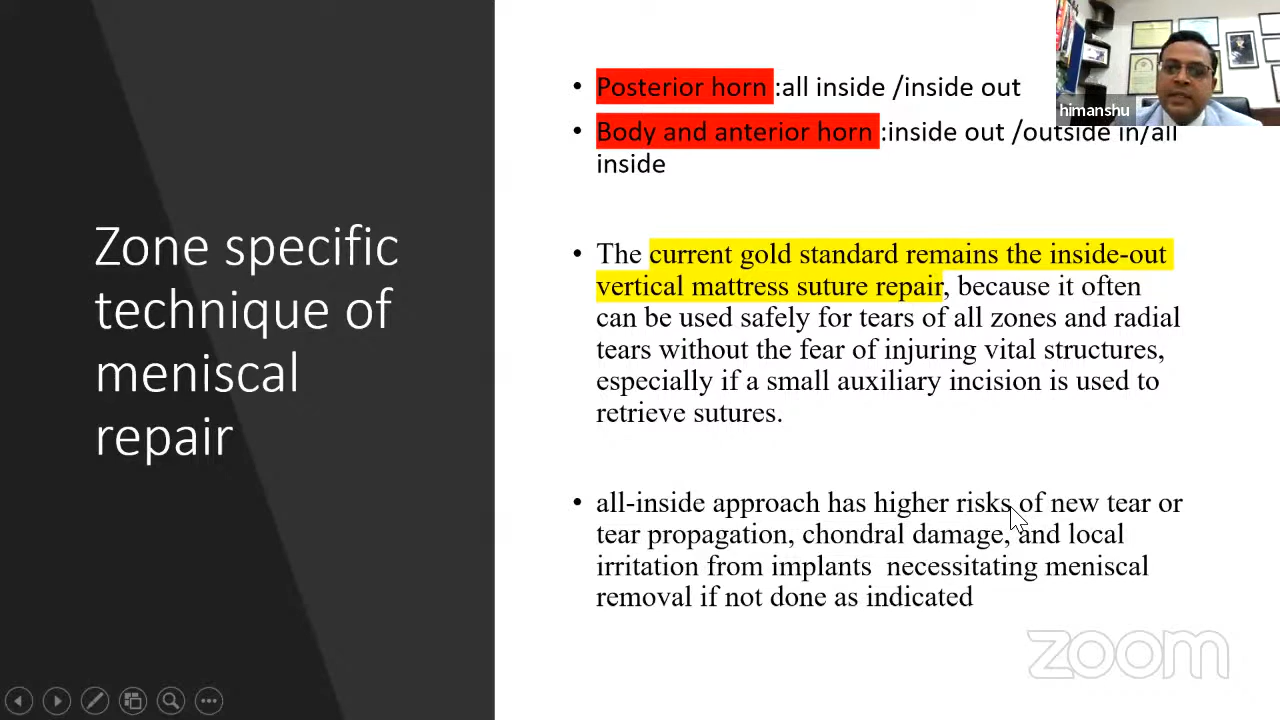 Zone specific
technique of
meniscal
repair
• Posterior horn :all inside /inside out
• Body and anterior horn :inside out /outside in/all
inside
• The current gold standard remains the inside-out
vertical mattress suture repair, because it often
can be used safely for tears of all zones and radial
tears without the fear of injuring vital structures,
especially if a small auxiliary incision is used to
retrieve sutures.
• all-inside approach has higher risks of new tear or
tear propagation, chondral damage, and local
irritation from implants  necessitating meniscal
removal if not done as indicated
himanshu
zoom